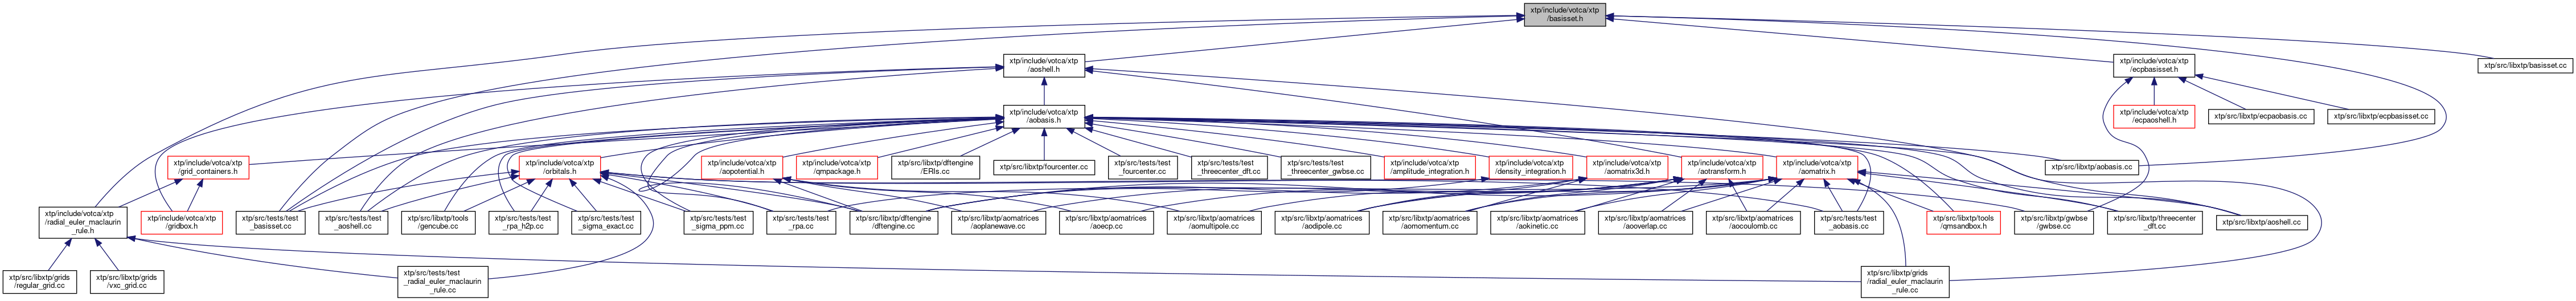 xtp/include/votca/xtp
/basisset.h
xtp/include/votca/xtp
/aoshell.h
xtp/include/votca/xtp
/ecpbasisset.h
xtp/src/libxtp/basisset.cc
xtp/include/votca/xtp
/aobasis.h
xtp/include/votca/xtp
/ecpaoshell.h
xtp/src/libxtp/ecpaobasis.cc
xtp/src/libxtp/ecpbasisset.cc
xtp/include/votca/xtp
/grid_containers.h
xtp/include/votca/xtp
/orbitals.h
xtp/include/votca/xtp
/aopotential.h
xtp/include/votca/xtp
/qmpackage.h
xtp/src/libxtp/dftengine
/ERIs.cc
xtp/src/libxtp/fourcenter.cc
xtp/src/tests/test
_fourcenter.cc
xtp/src/tests/test
_threecenter_dft.cc
xtp/src/tests/test
_threecenter_gwbse.cc
xtp/include/votca/xtp
/amplitude_integration.h
xtp/include/votca/xtp
/density_integration.h
xtp/include/votca/xtp
/aomatrix3d.h
xtp/include/votca/xtp
/aotransform.h
xtp/include/votca/xtp
/aomatrix.h
xtp/src/libxtp/aobasis.cc
xtp/include/votca/xtp
/radial_euler_maclaurin
_rule.h
xtp/include/votca/xtp
/gridbox.h
xtp/src/tests/test
_basisset.cc
xtp/src/tests/test
_aoshell.cc
xtp/src/libxtp/tools
/gencube.cc
xtp/src/tests/test
_rpa_h2p.cc
xtp/src/tests/test
_sigma_exact.cc
xtp/src/tests/test
_sigma_ppm.cc
xtp/src/tests/test
_rpa.cc
xtp/src/libxtp/dftengine
/dftengine.cc
xtp/src/libxtp/aomatrices
/aoplanewave.cc
xtp/src/libxtp/aomatrices
/aoecp.cc
xtp/src/libxtp/aomatrices
/aomultipole.cc
xtp/src/libxtp/aomatrices
/aodipole.cc
xtp/src/libxtp/aomatrices
/aomomentum.cc
xtp/src/libxtp/aomatrices
/aokinetic.cc
xtp/src/libxtp/aomatrices
/aooverlap.cc
xtp/src/libxtp/aomatrices
/aocoulomb.cc
xtp/src/tests/test
_aobasis.cc
xtp/src/libxtp/tools
/qmsandbox.h
xtp/src/libxtp/gwbse
/gwbse.cc
xtp/src/libxtp/threecenter
_dft.cc
xtp/src/libxtp/aoshell.cc
xtp/src/libxtp/grids
/regular_grid.cc
xtp/src/libxtp/grids
/vxc_grid.cc
xtp/src/tests/test
_radial_euler_maclaurin
_rule.cc
xtp/src/libxtp/grids
/radial_euler_maclaurin
_rule.cc